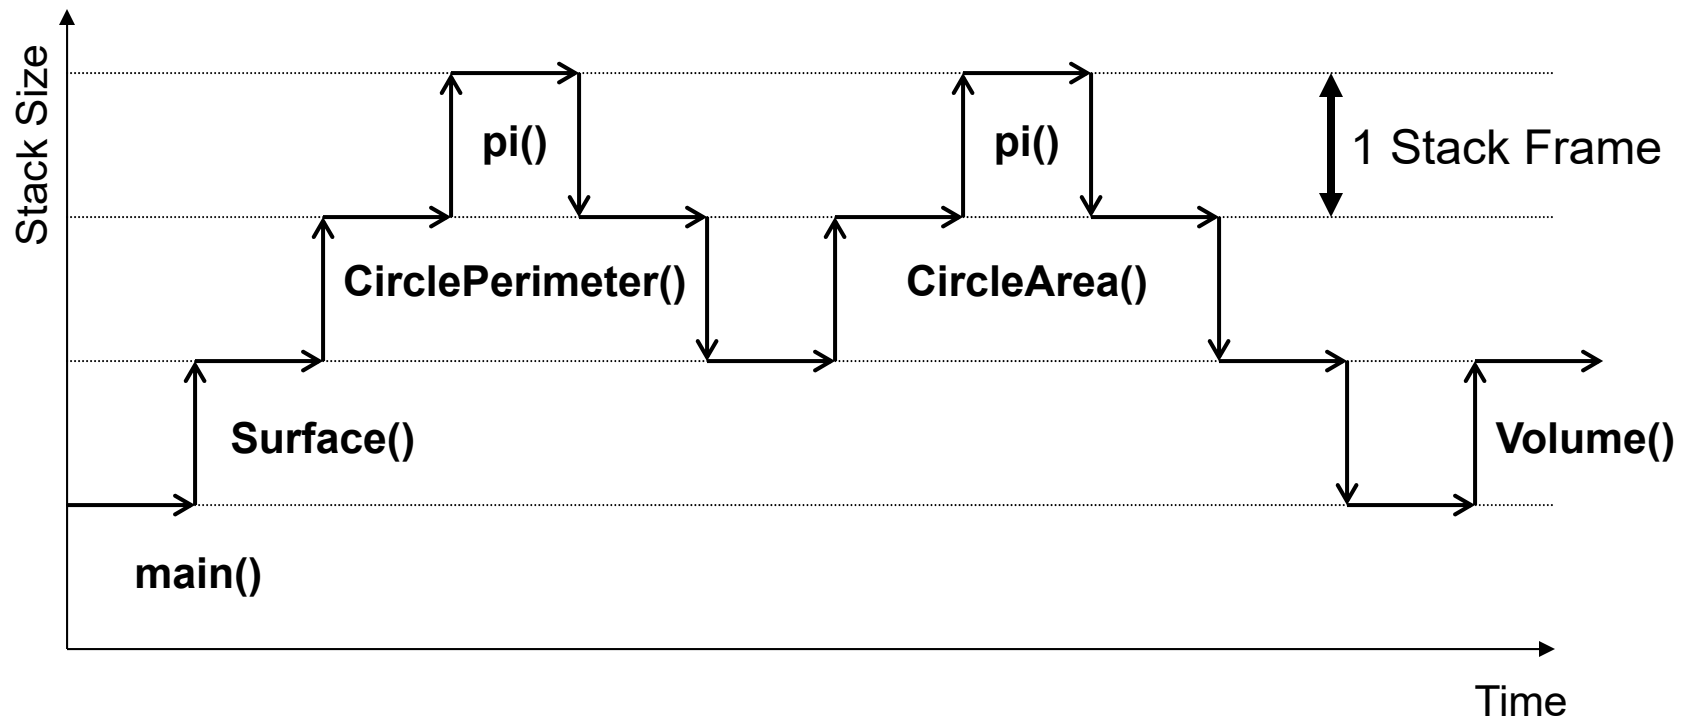 Stack Size
pi()
pi()
1 Stack Frame
CirclePerimeter()
CircleArea()
Surface()
Volume()
main()
Time